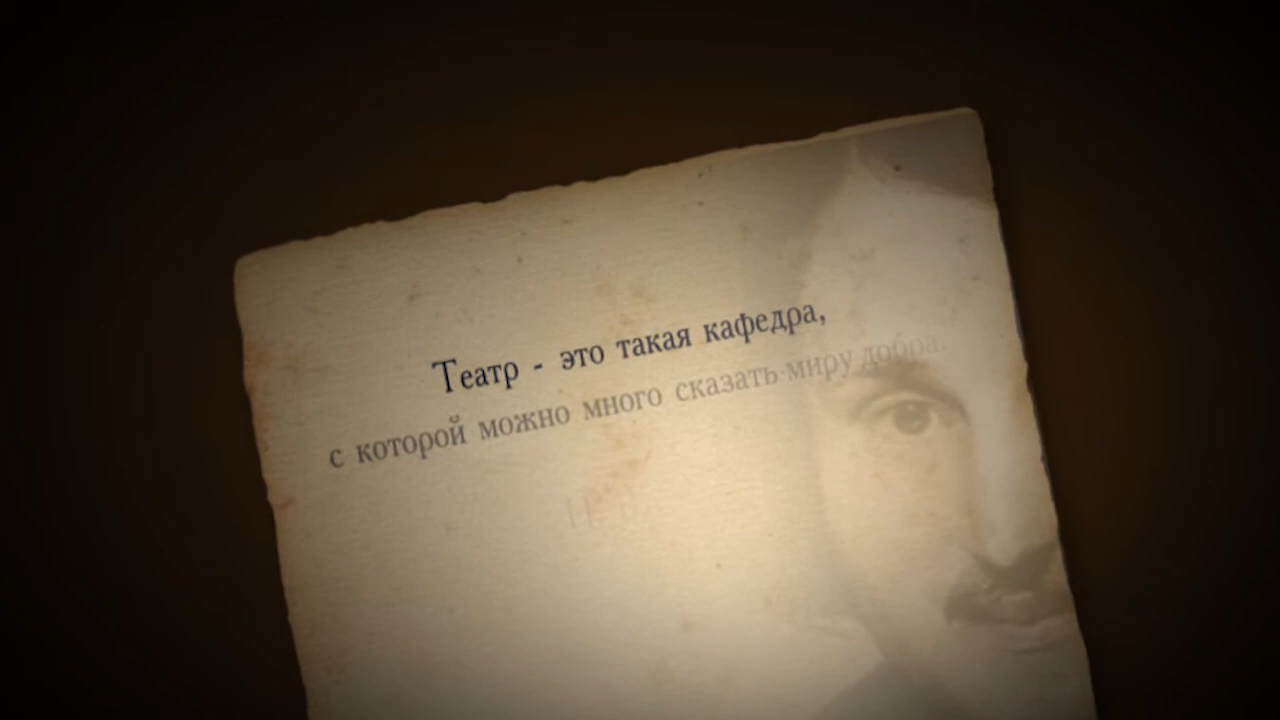 Театр - это такая кафедра,
с которой можно много сказать миру добра.